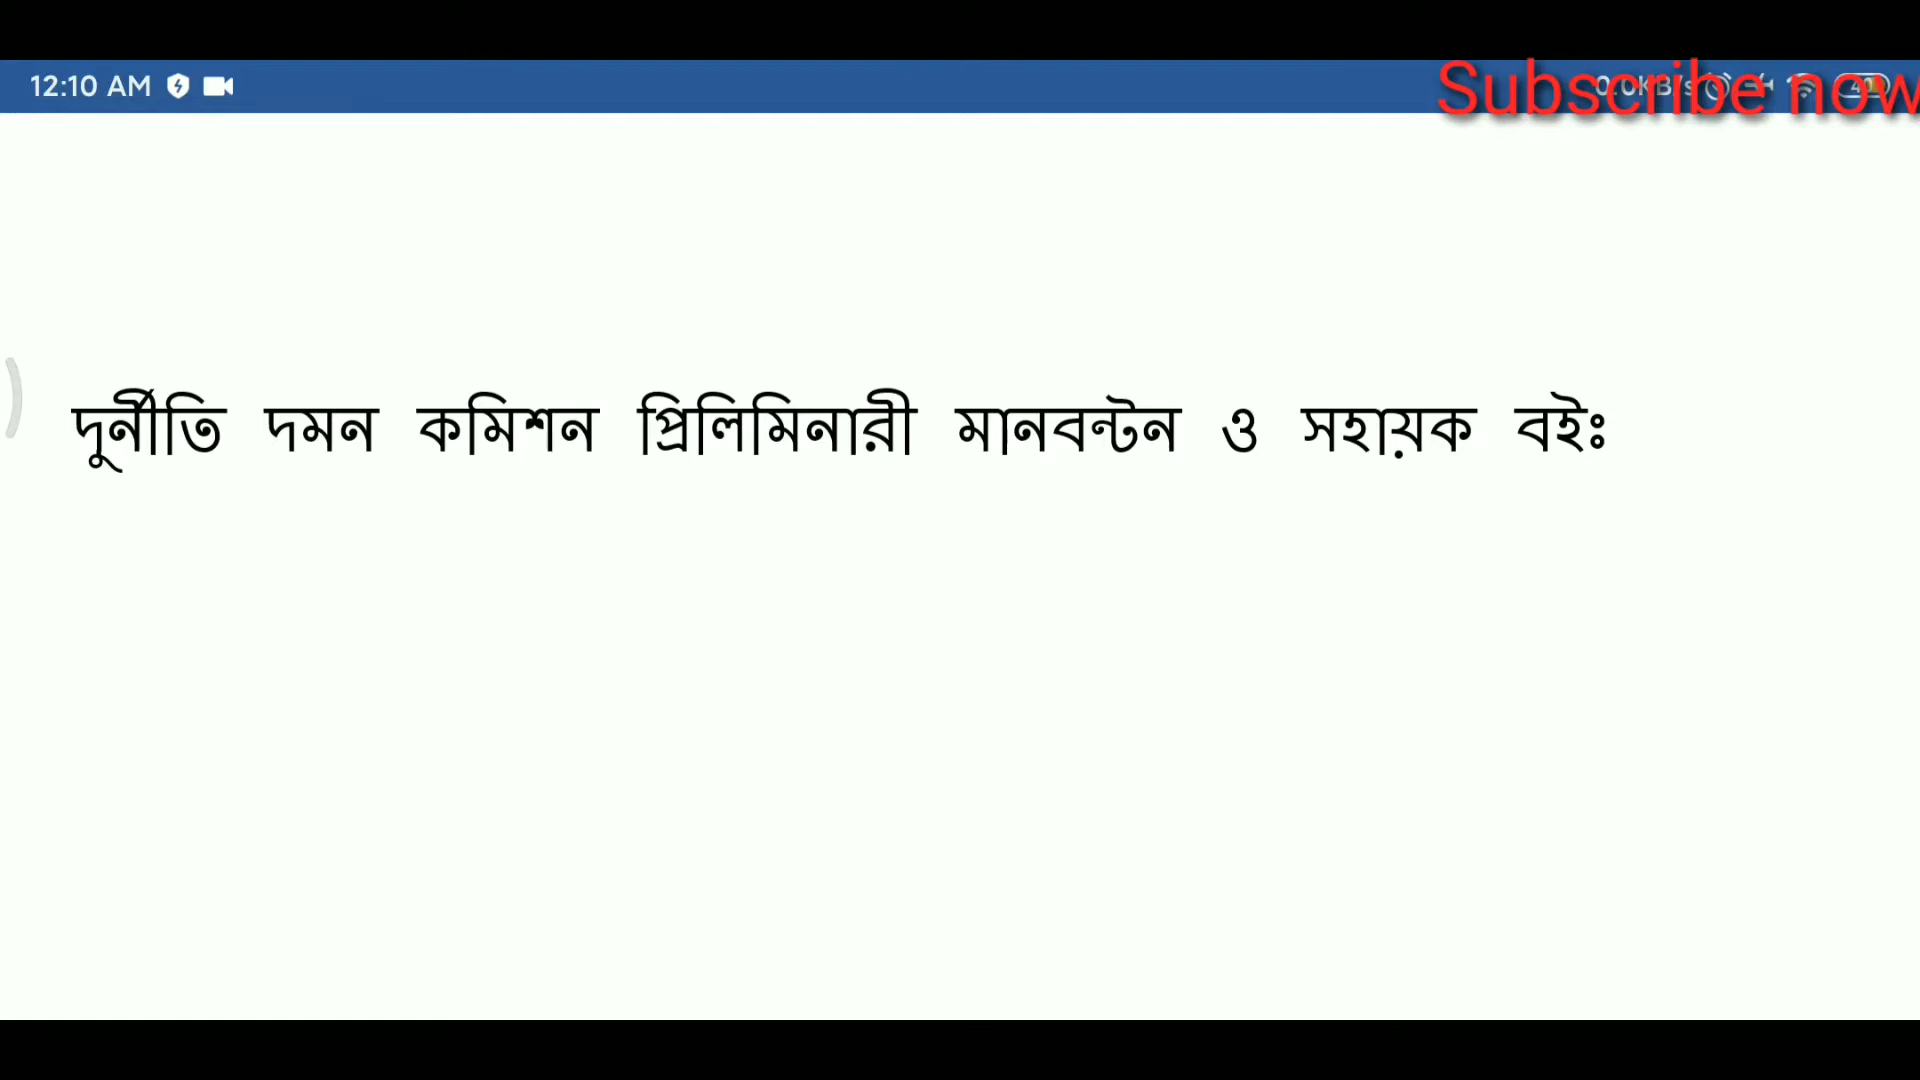 12:10 AM
Subscribe now
দুর্নীতি দমন কমিশন প্রিলিমিনারী মানবন্টন ও সহায়ক বইঃ